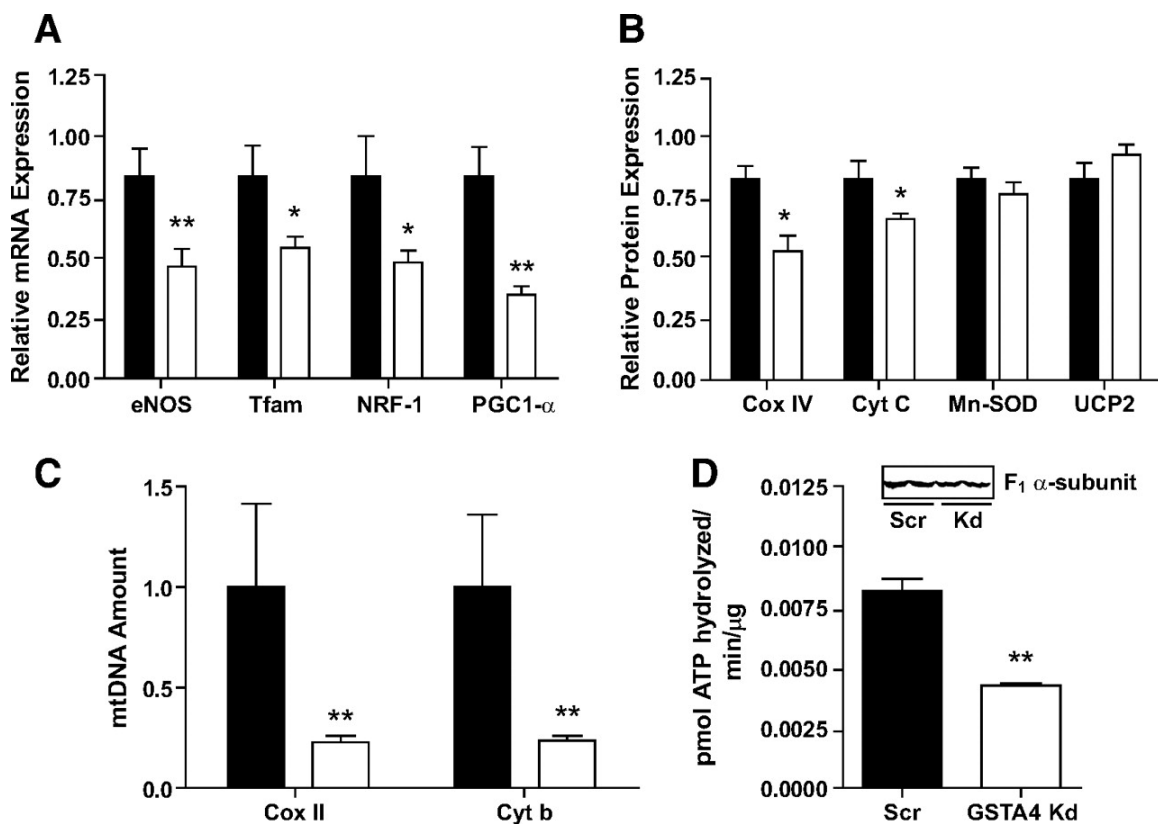 A
Relative mRNA Expression
1.25
1.00
0.75
0.50
0.25
0.00
**
*
*
**
eNOS
Tfam
NRF-1
PGC1-α
B
Relative Protein Expression
1.25
1.00
0.75
0.50
0.25
0.00
*
*
Cox IV
Cyt C
Mn-SOD
UCP2
C
mtDNA Amount
1.5
1.0
0.5
0.0
**
**
Cox II
Cyt b
D
pmol ATP hydrolyzed/
min/μg
0.0125
0.0100
0.0075
0.0050
0.0025
0.0000
F₁ α-subunit
Scr
Kd
**
Scr
GSTA4 Kd